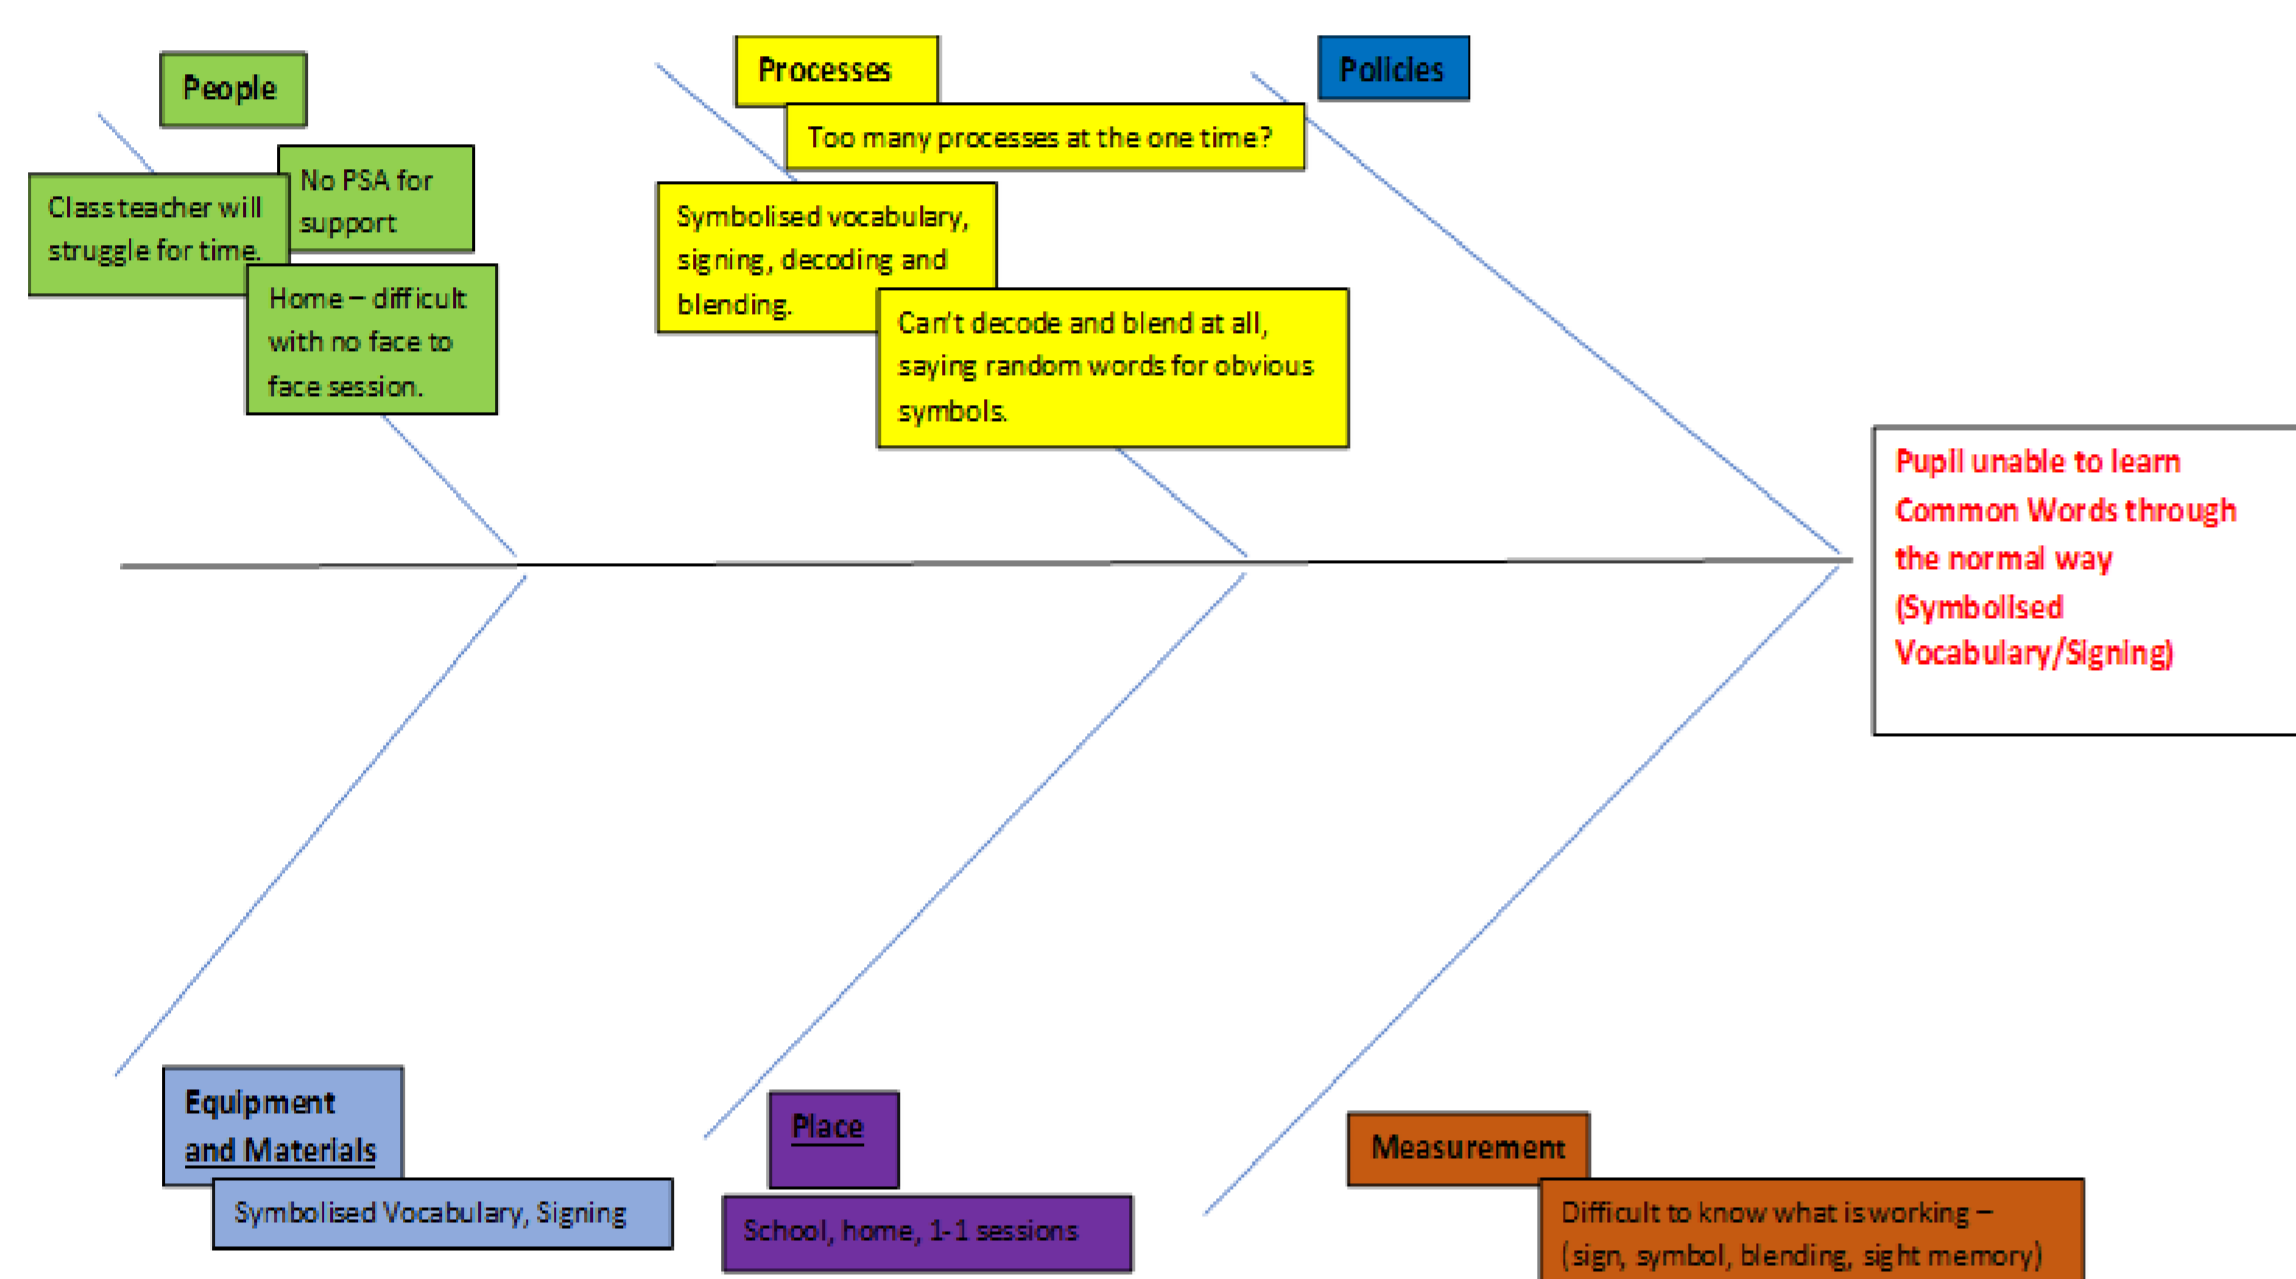 People
Class teacher will
struggle for time.
No PSA for
support
Home – difficult
with no face to
face session.
Processes
Too many processes at the one time?
Symbolised vocabulary,
signing, decoding and
blending.
Can't decode and blend at all,
saying random words for obvious
symbols.
Policies
Pupil unable to learn
Common Words through
the normal way
(Symbolised
Vocabulary/Signing)
Equipment
and Materials
Symbolised Vocabulary, Signing
Place
School, home, 1-1 sessions
Measurement
Difficult to know what is working –
(sign, symbol, blending, sight memory)